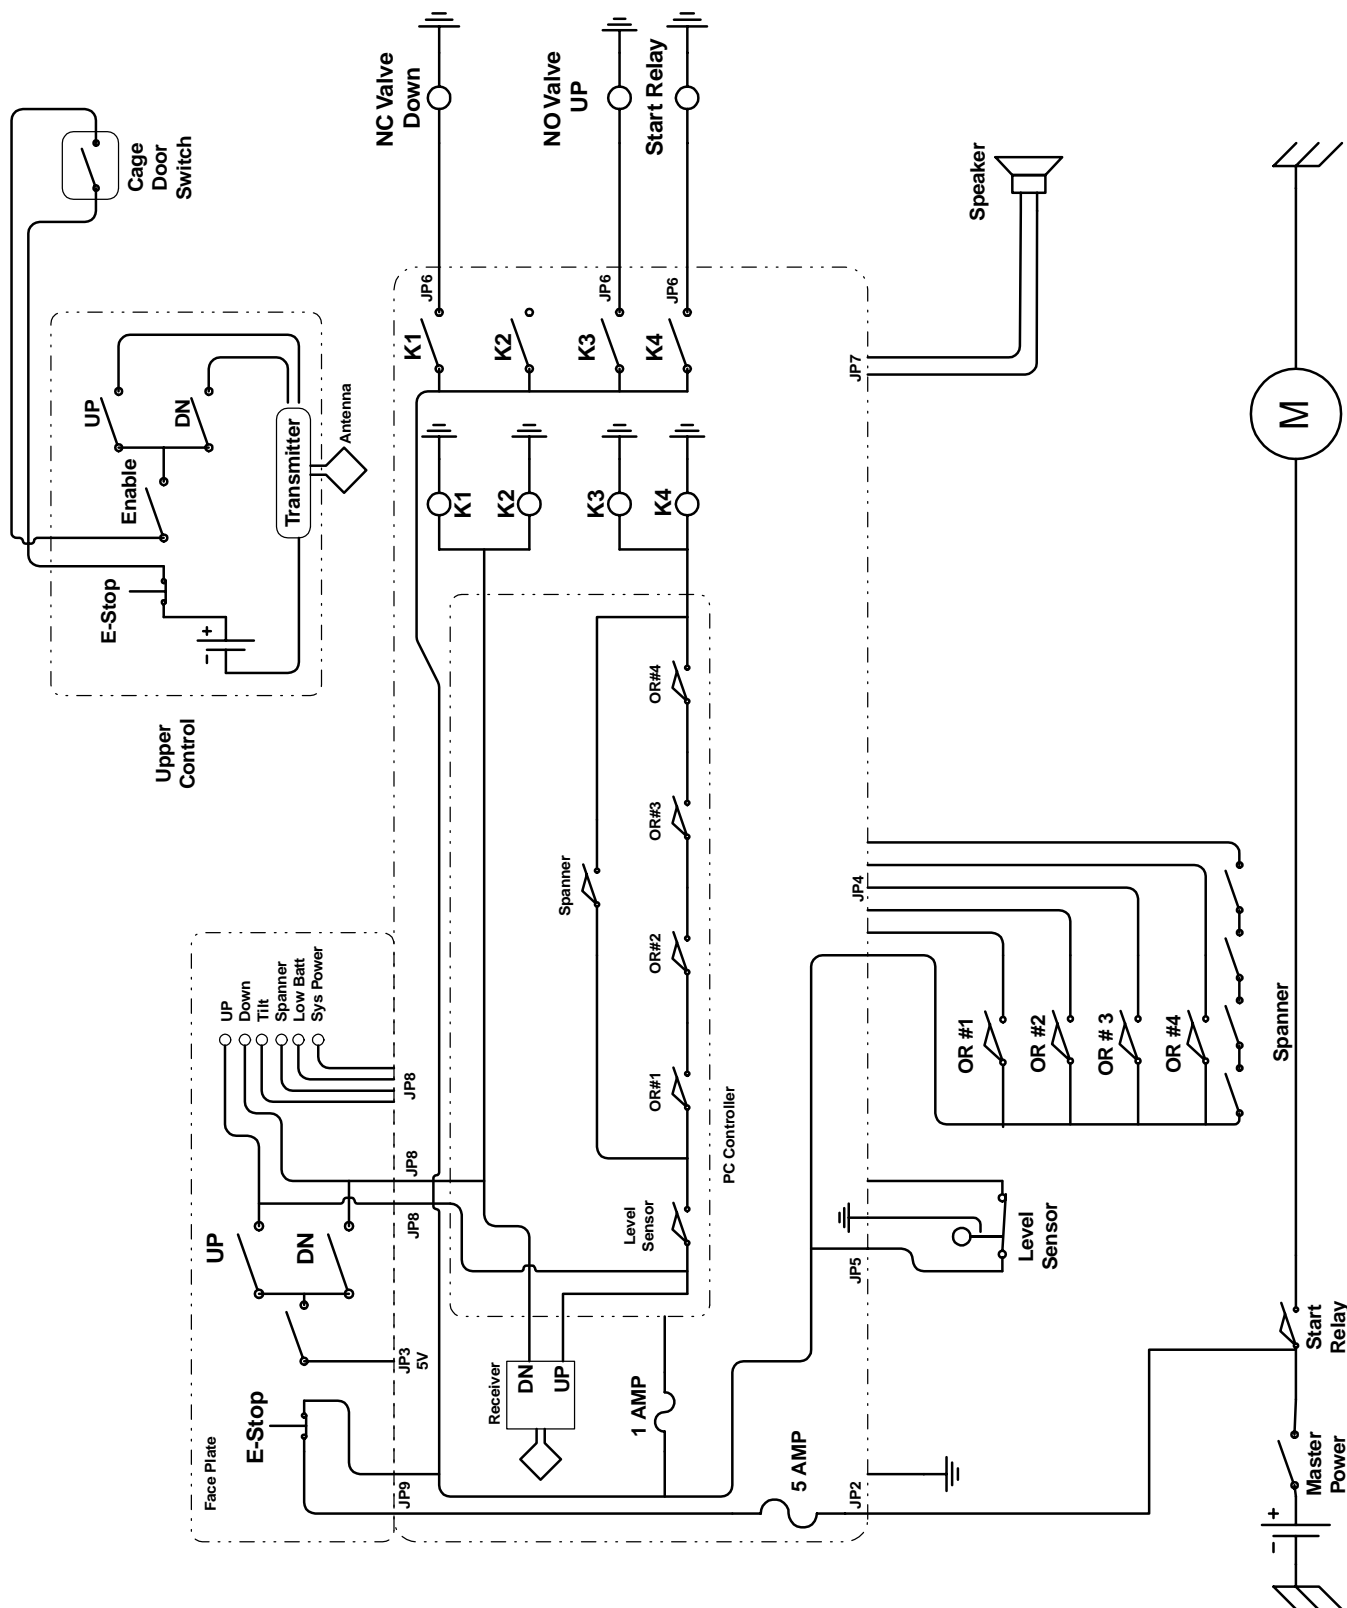 Cage
Door
Switch
UP
DN
Enable
E-Stop
+
−
Transmitter
Antenna
Upper
Control
NC Valve
Down
NO Valve
UP
Start Relay
JP6
JP6
JP6
K1
K2
K3
K4
K1
K2
K3
K4
Speaker
JP7
M
OR#4
OR#3
OR#2
OR#1
Spanner
Level
Sensor
PC Controller
UP
Down
Tilt
Spanner
Low Batt
Sys Power
JP8
JP8
JP8
UP
DN
JP3
5V
E-Stop
Face Plate
JP9
Receiver
DN
UP
1 AMP
5 AMP
JP2
JP4
JP5
OR #1
OR #2
OR # 3
OR #4
Spanner
Level
Sensor
Start
Relay
Master
Power
+
−